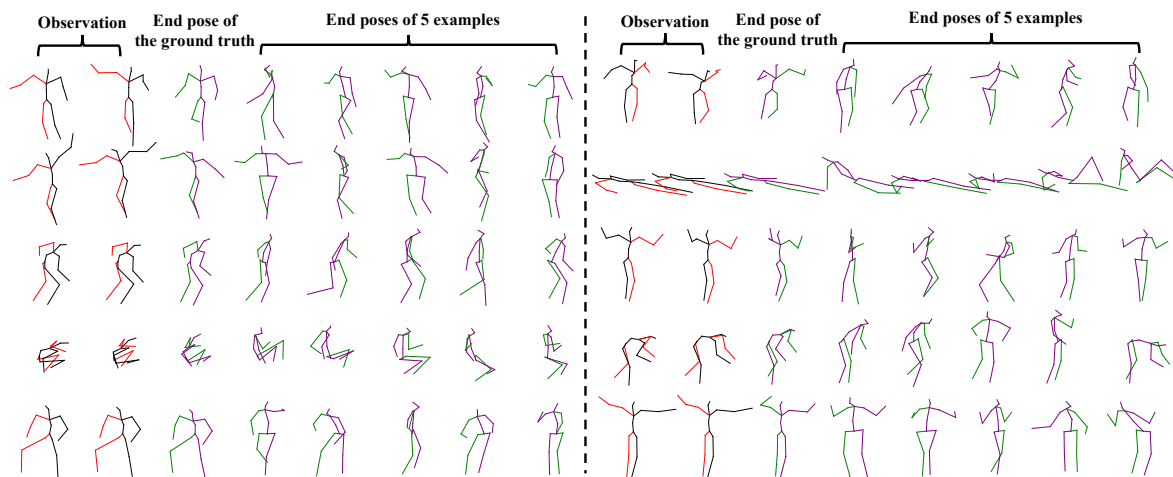 Observation
End pose of
the ground truth
End poses of 5 examples
Observation
End pose of
the ground truth
End poses of 5 examples